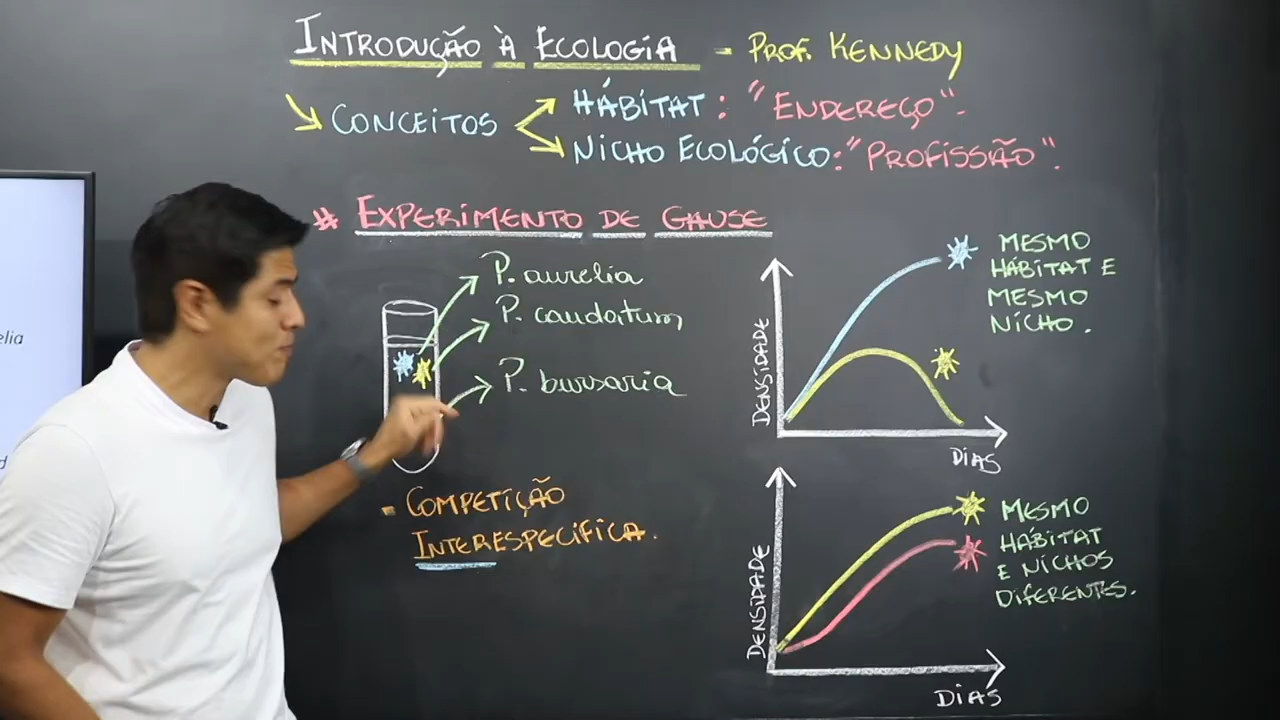 INTRODUÇÃO À ECOLOGIA - PROF. KENNEDY
CONCEITOS
HÁBITAT: "ENDEREÇO".
NICHO ECOLÓGICO: "PROFISSÃO".
# EXPERIMENTO DE GAUSE
P. aurelia
P. caudatum
P. bursaria
- COMPETIÇÃO
INTERESPECÍFICA.
DENSIDADE
DIAS
MESMO
HÁBITAT E
MESMO
NICHO.
DENSIDADE
DIAS
MESMO
HÁBITAT
E NICHOS
DIFERENTES.
elia
d